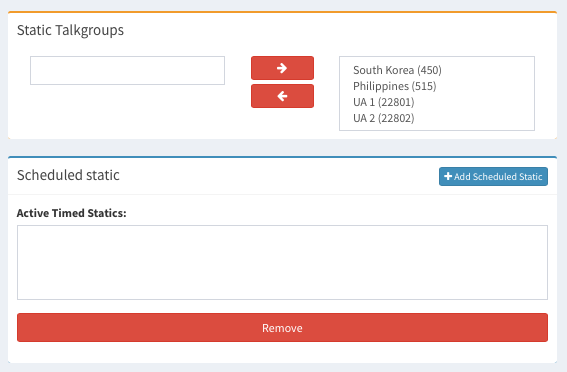 Static Talkgroups
South Korea (450)
Philippines (515)
UA 1 (22801)
UA 2 (22802)
Scheduled static
Add Scheduled Static
Active Timed Statics:
Remove